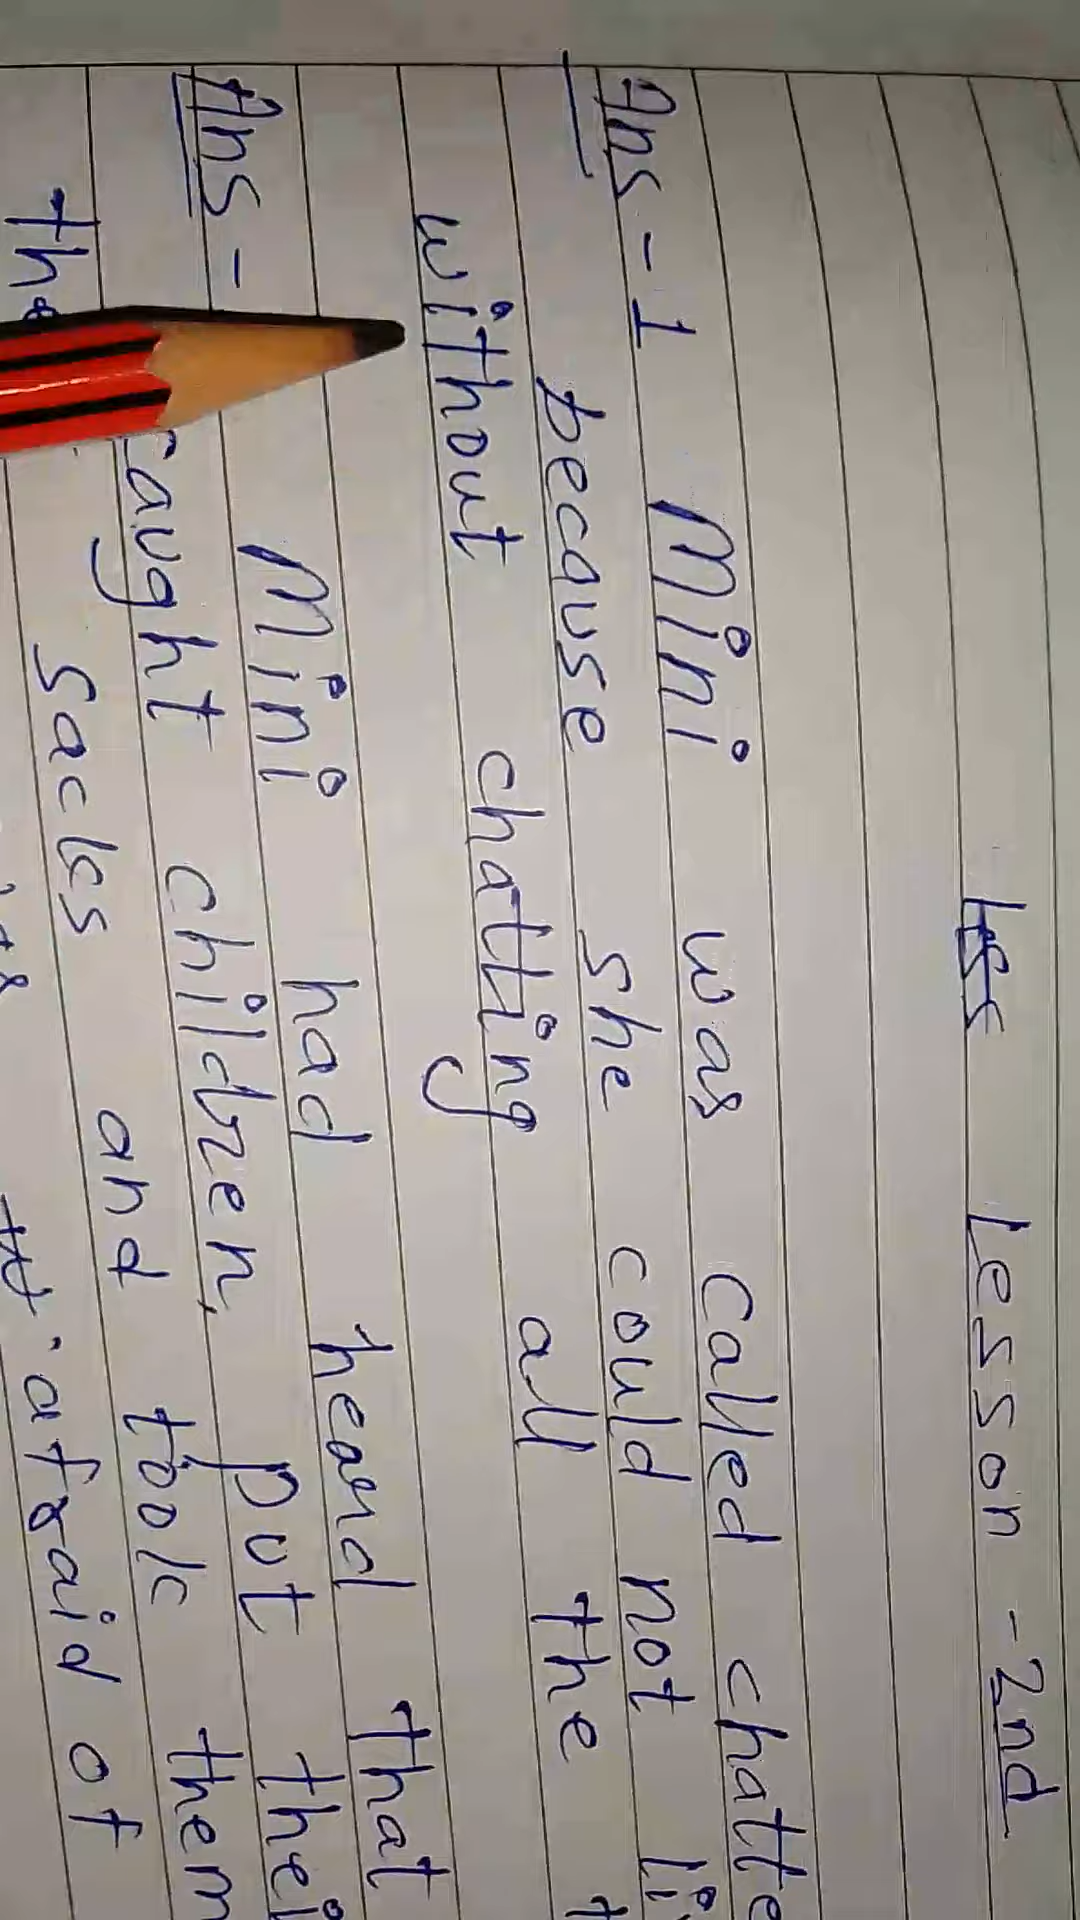 Lesson - 2nd
Ans - 1 Mini was called chatte
because she could not li
without chatting all the t
Ans - Mini had heard that
caught children, put thei
sacks and took them
the afraid of